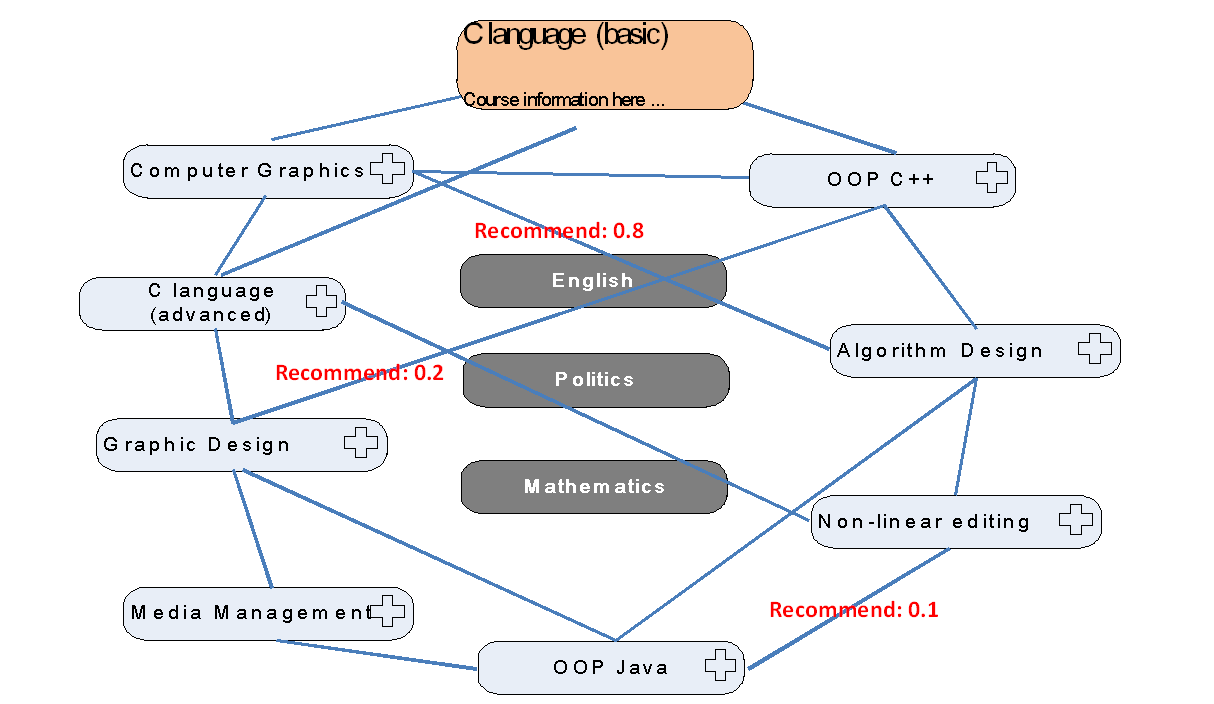 C language (basic)
Course information here ...
Computer Graphics
OOP C++
Recommend: 0.8
English
C language
(advanced)
Algorithm Design
Recommend: 0.2
Politics
Graphic Design
Mathematics
Non-linear editing
Media Management
Recommend: 0.1
OOP Java